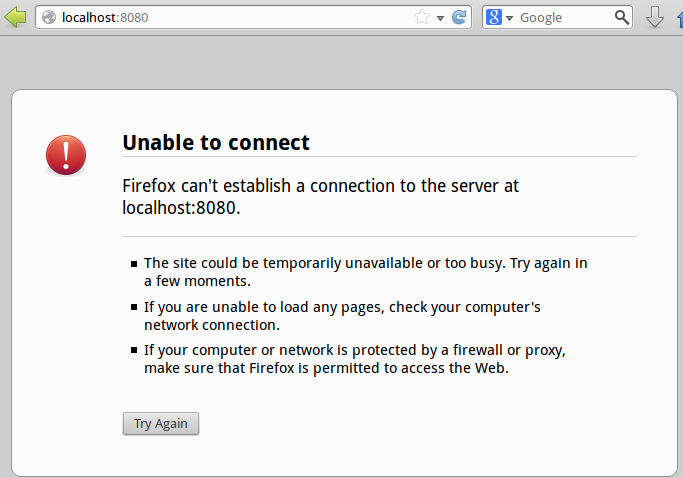 localhost:8080
Google
Unable to connect
Firefox can't establish a connection to the server at
localhost:8080.
The site could be temporarily unavailable or too busy. Try again in
a few moments.
If you are unable to load any pages, check your computer's
network connection.
If your computer or network is protected by a firewall or proxy,
make sure that Firefox is permitted to access the Web.
Try Again